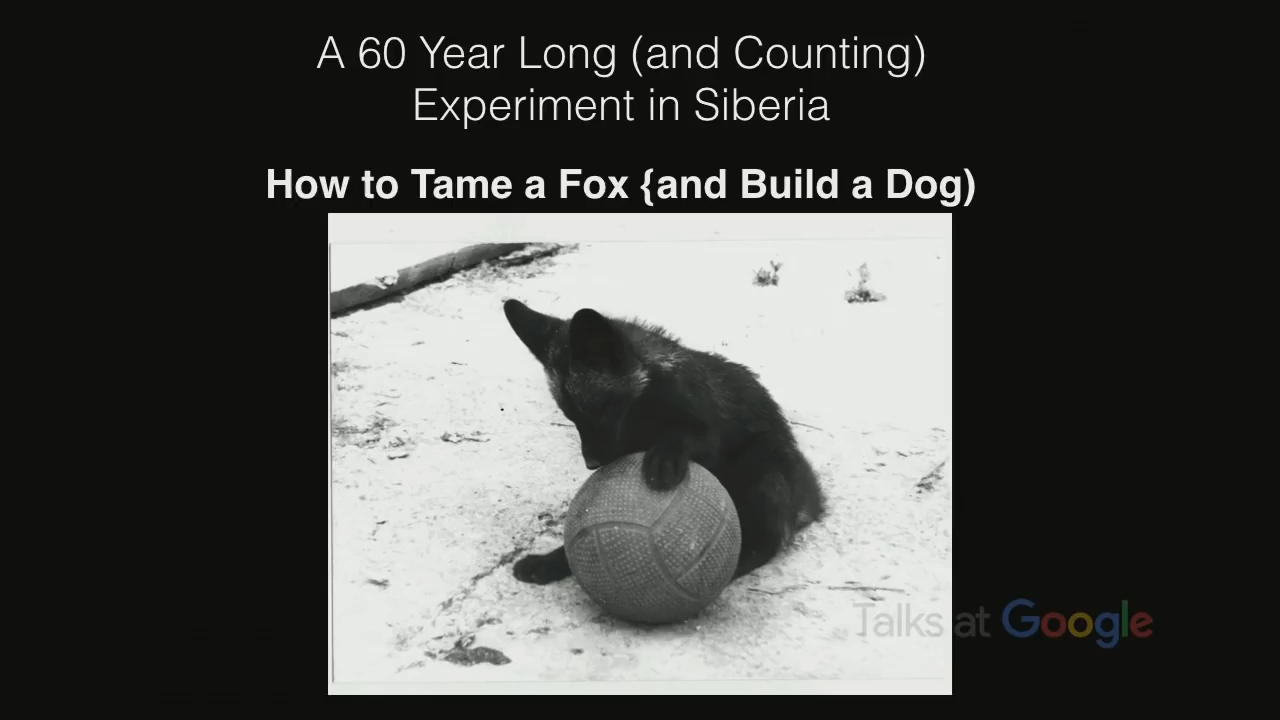 A 60 Year Long (and Counting)
Experiment in Siberia
How to Tame a Fox {and Build a Dog)
Talks at Google